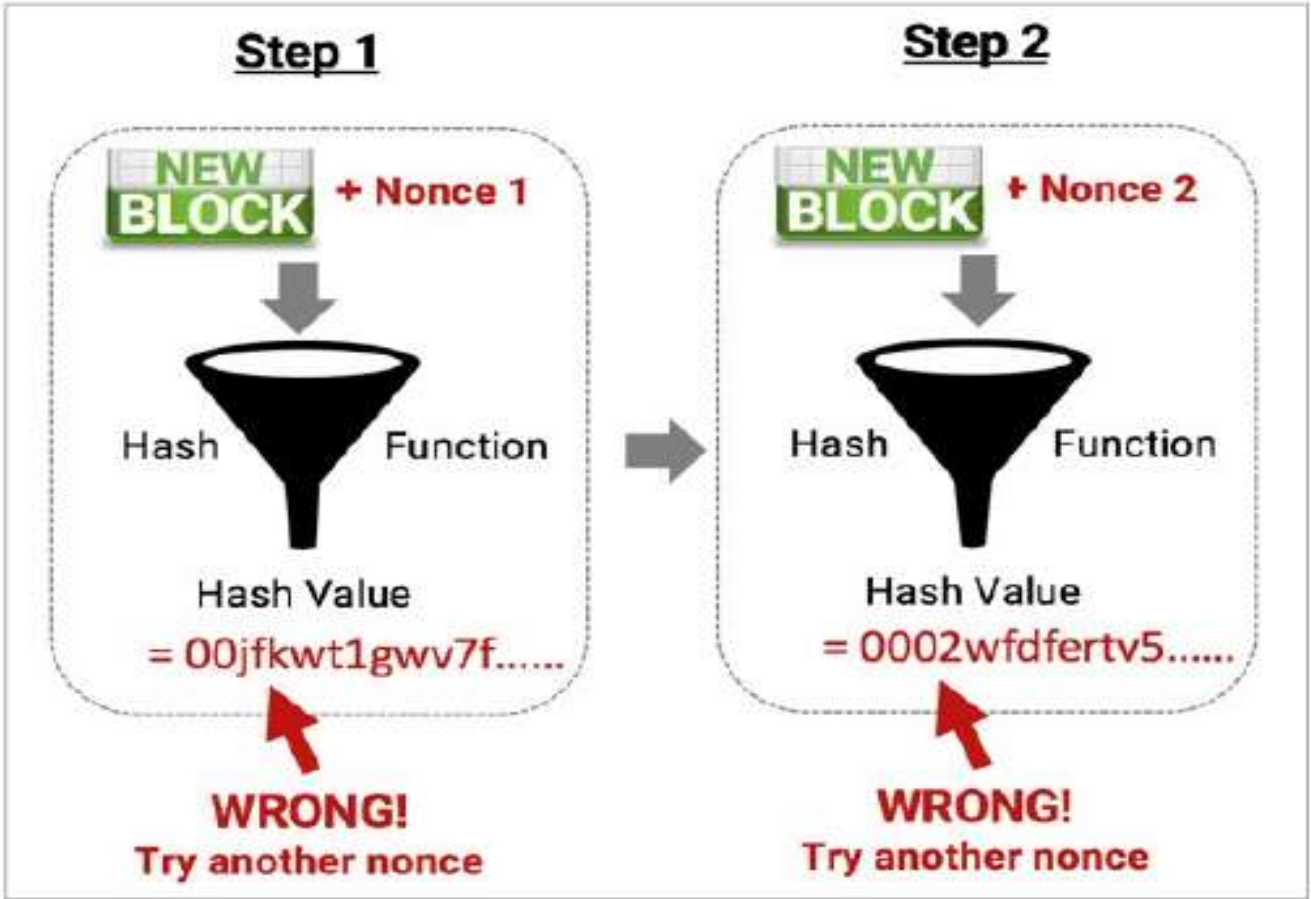 Step 1
NEW
BLOCK
+ Nonce 1
Hash Function
Hash Value
= 00jfkwt1gwv7f......
WRONG!
Try another nonce
Step 2
NEW
BLOCK
+ Nonce 2
Hash Function
Hash Value
= 0002wfdfertv5......
WRONG!
Try another nonce